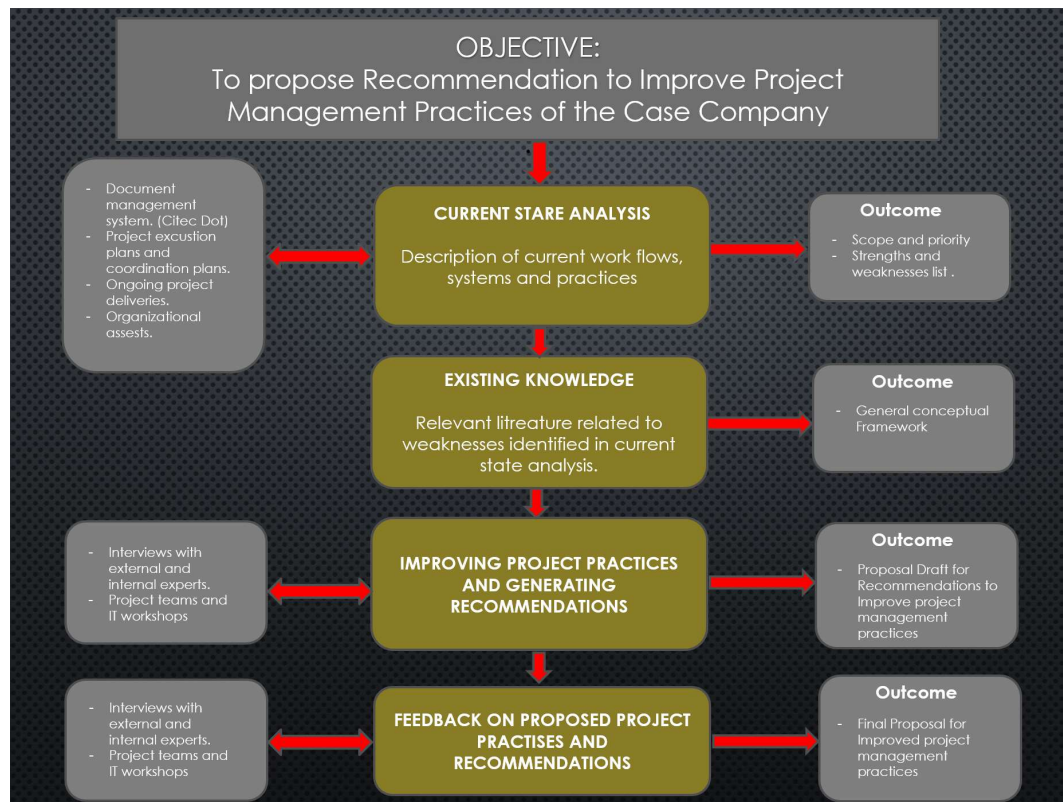 OBJECTIVE:
To propose Recommendation to Improve Project
Management Practices of the Case Company
- Document
management
system. (Citec Dot)
- Project excustion
plans and
coordination plans.
- Ongoing project
deliveries.
- Organizational
assests.
CURRENT STARE ANALYSIS
Description of current work flows,
systems and practices
Outcome
- Scope and priority
- Strengths and
weaknesses list .
EXISTING KNOWLEDGE
Relevant litreature related to
weaknesses identified in current
state analysis.
Outcome
- General conceptual
Framework
- Interviews with
external and
internal experts.
- Project teams and
IT workshops
IMPROVING PROJECT PRACTICES
AND GENERATING
RECOMMENDATIONS
Outcome
- Proposal Draft for
Recommendations to
Improve project
management
practices
- Interviews with
external and
internal experts.
- Project teams and
IT workshops
FEEDBACK ON PROPOSED PROJECT
PRACTISES AND
RECOMMENDATIONS
Outcome
- Final Proposal for
Improved project
management
practices